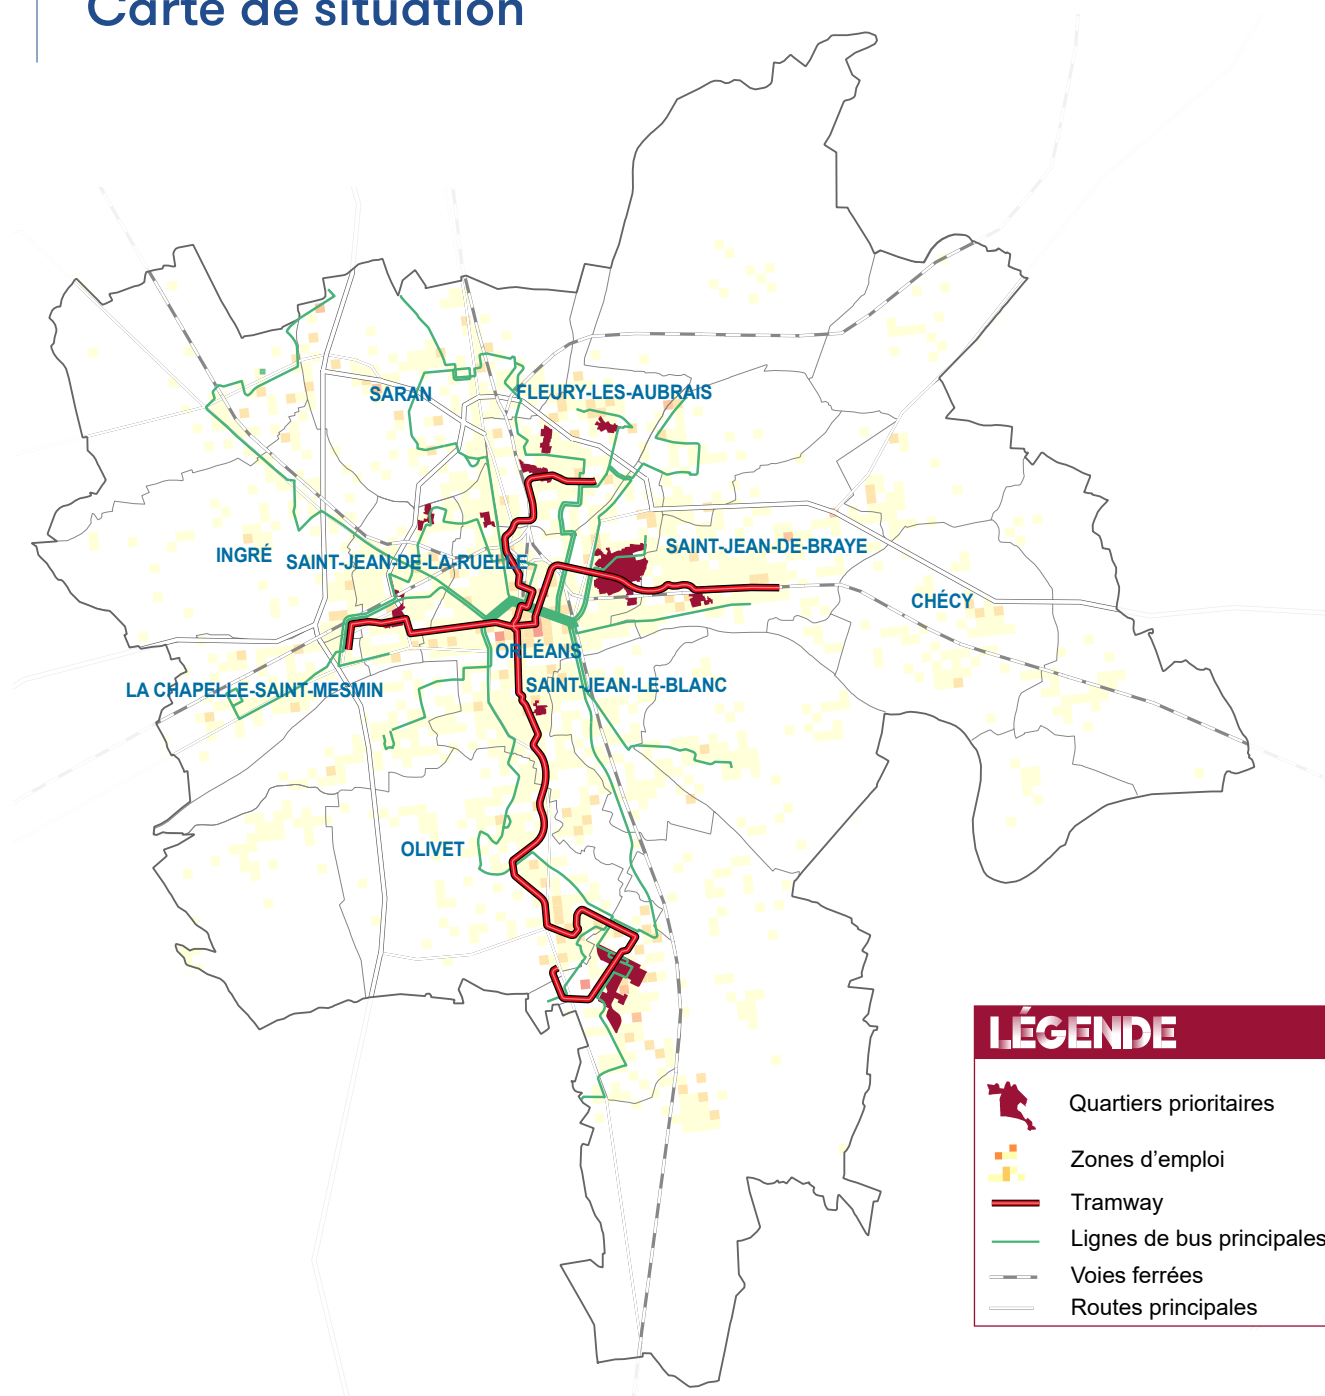 Carte de situation
SARAN
FLEURY-LES-AUBRAIS
INGRÉ
SAINT-JEAN-DE-LA-RUELLE
SAINT-JEAN-DE-BRAYE
CHÉCY
ORLÉANS
LA CHAPELLE-SAINT-MESMIN
SAINT-JEAN-LE-BLANC
OLIVET
LÉGENDE
Quartiers prioritaires
Zones d’emploi
Tramway
Lignes de bus principales
Voies ferrées
Routes principales